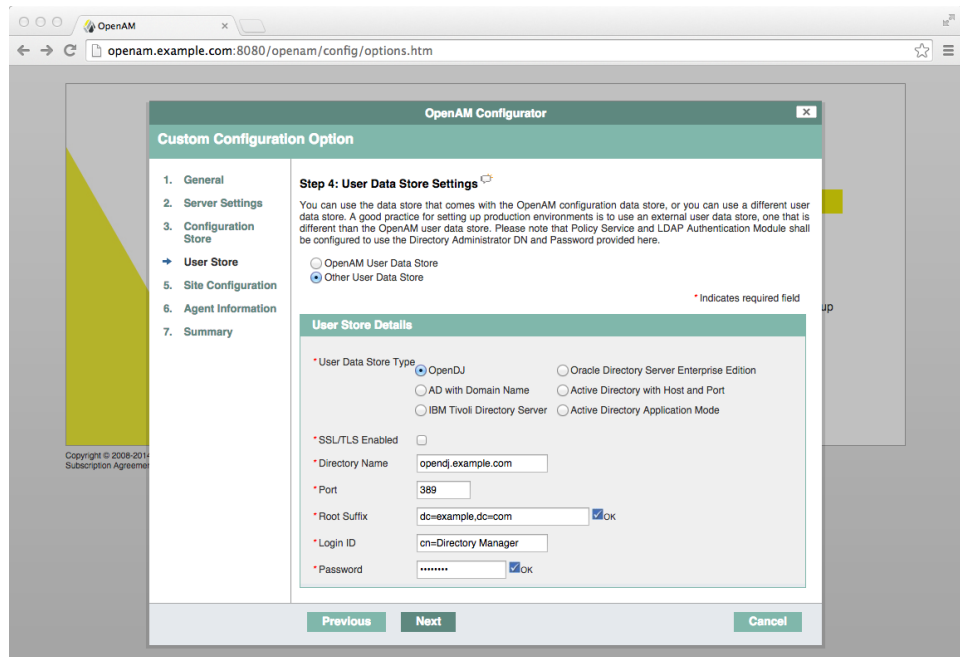 OpenAM
openam.example.com:8080/openam/config/options.htm
OpenAM Configurator
Custom Configuration Option
1. General
2. Server Settings
3. Configuration
Store
User Store
5. Site Configuration
6. Agent Information
7. Summary
Step 4: User Data Store Settings
You can use the data store that comes with the OpenAM configuration data store, or you can use a different user
data store. A good practice for setting up production environments is to use an external user data store, one that is
different than the OpenAM user data store. Please note that Policy Service and LDAP Authentication Module shall
be configured to use the Directory Administrator DN and Password provided here.
OpenAM User Data Store
Other User Data Store
* Indicates required field
up
User Store Details
* User Data Store Type
OpenDJ
Oracle Directory Server Enterprise Edition
AD with Domain Name
Active Directory with Host and Port
IBM Tivoli Directory Server
Active Directory Application Mode
* SSL/TLS Enabled
* Directory Name opendj.example.com
* Port 389
* Root Suffix dc=example,dc=com OK
* Login ID cn=Directory Manager
* Password •••••••• OK
Copyright © 2008-2014
Subscription Agreemen
Previous Next Cancel